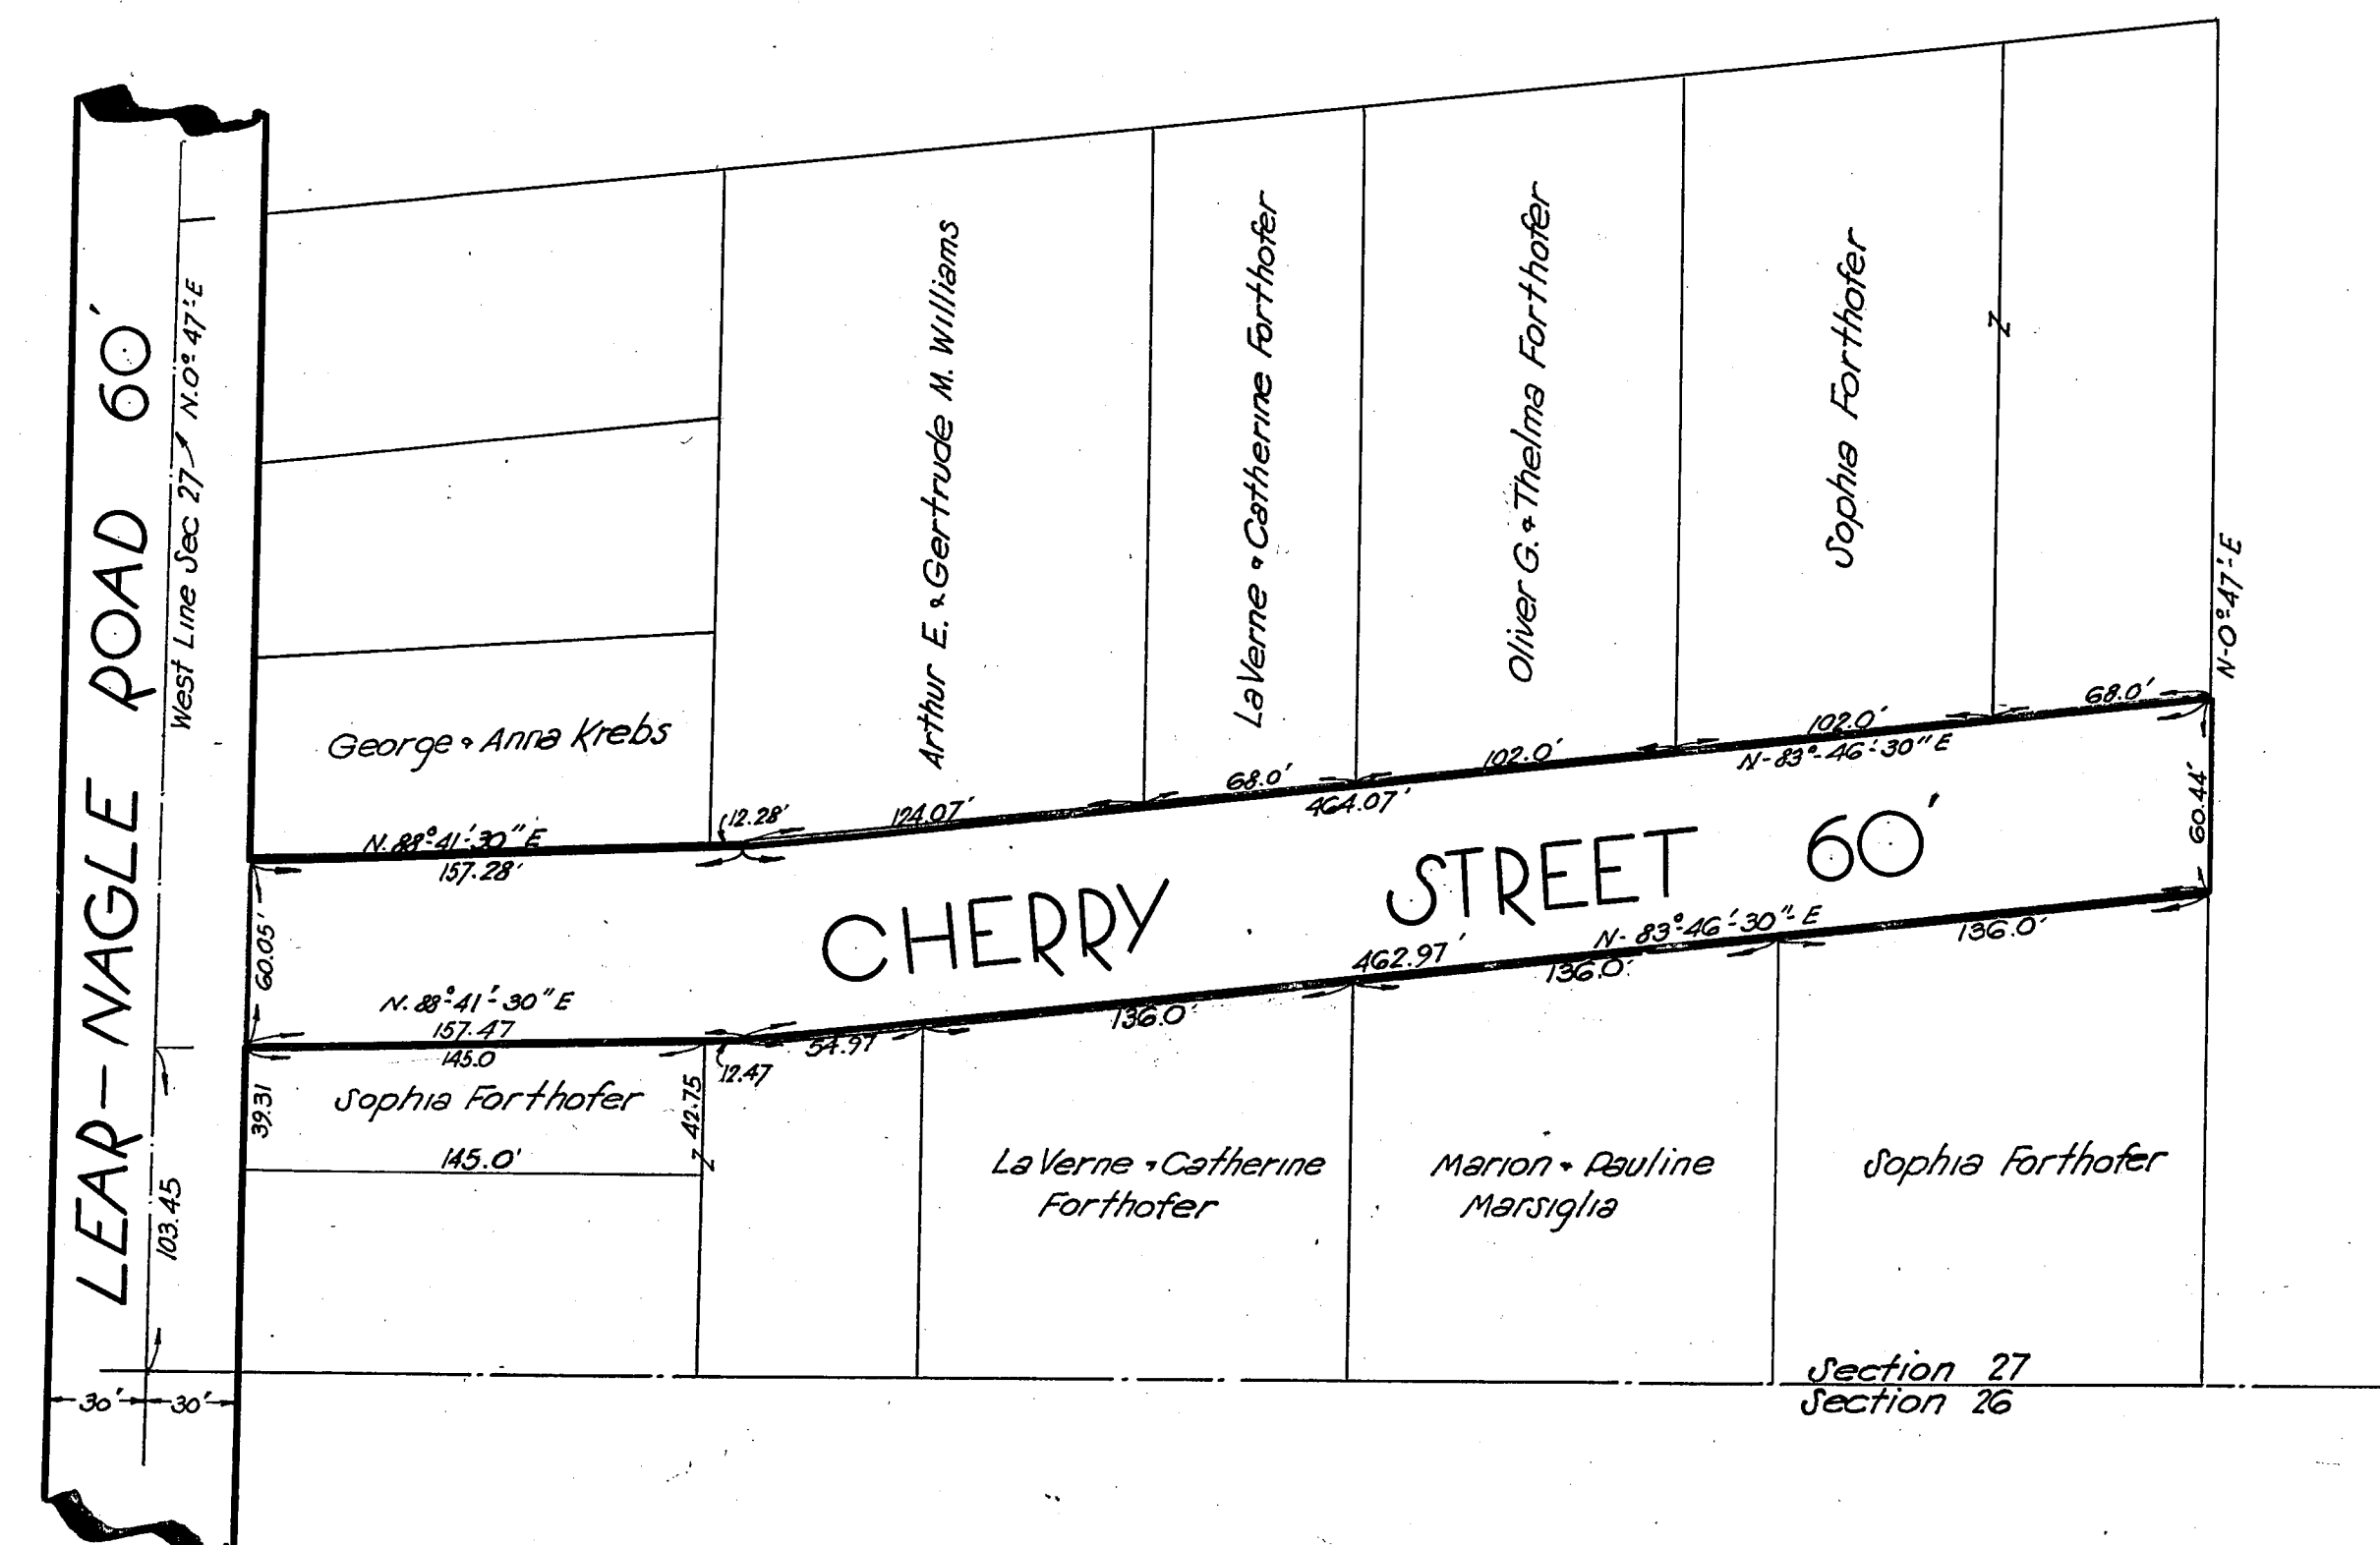 LEAR-NAGLE ROAD 60'
West Line Sec 27 N.0°-47'-E
George & Anna Krebs
Arthur E. & Gertrude M. Williams
LaVerne & Catherine Forthofer
Oliver G. & Thelma Forthofer
Sophia Forthofer
Z
N-0°-47'-E
N. 88°-41'-30" E
157.28'
12.28'
124.07'
68.0'
464.07'
102.0'
102.0'
N-83°-46'-30" E
68.0'
60.44'
60.05'
CHERRY STREET 60'
N. 88°-41'-30" E
157.47
145.0
12.47
54.97
136.0'
462.97'
N-83°-46'-30"-E
136.0'
136.0'
39.31
Sophia Forthofer
42.75
Z
145.0'
103.45
LaVerne & Catherine
Forthofer
Marion & Pauline
Marsiglia
Sophia Forthofer
Section 27
Section 26
30'
30'